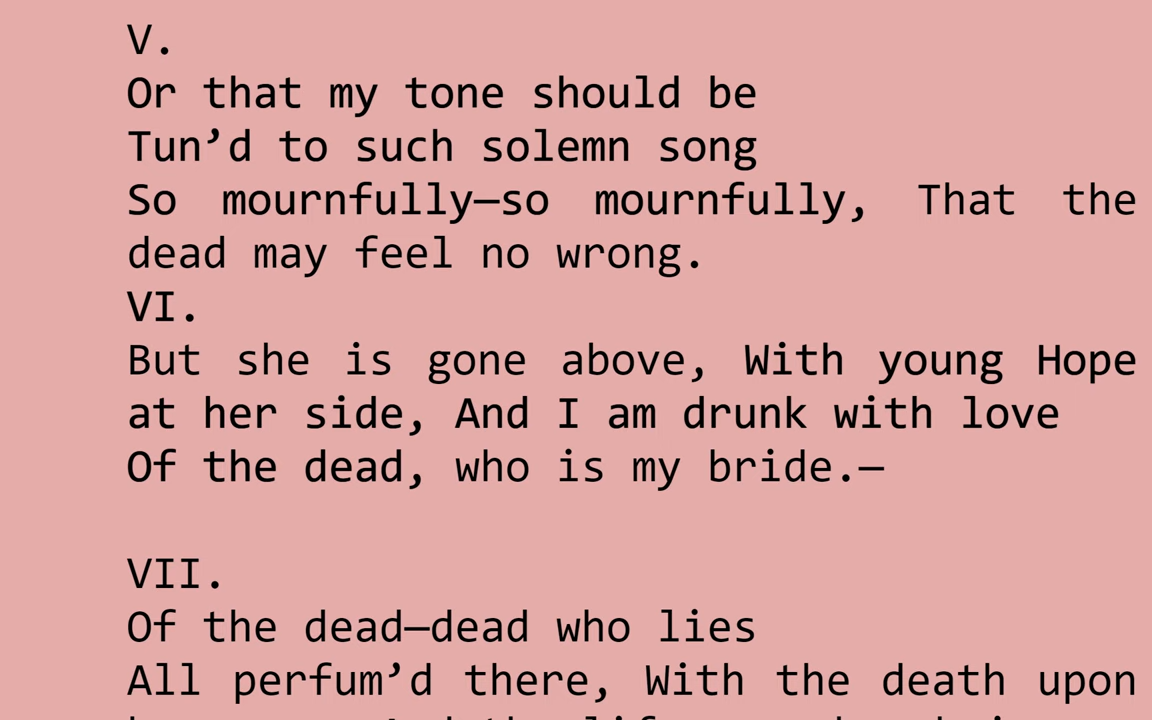 V.
Or that my tone should be
Tun’d to such solemn song
So mournfully—so mournfully, That the
dead may feel no wrong.
VI.
But she is gone above, With young Hope
at her side, And I am drunk with love
Of the dead, who is my bride.—
VII.
Of the dead—dead who lies
All perfum’d there, With the death upon